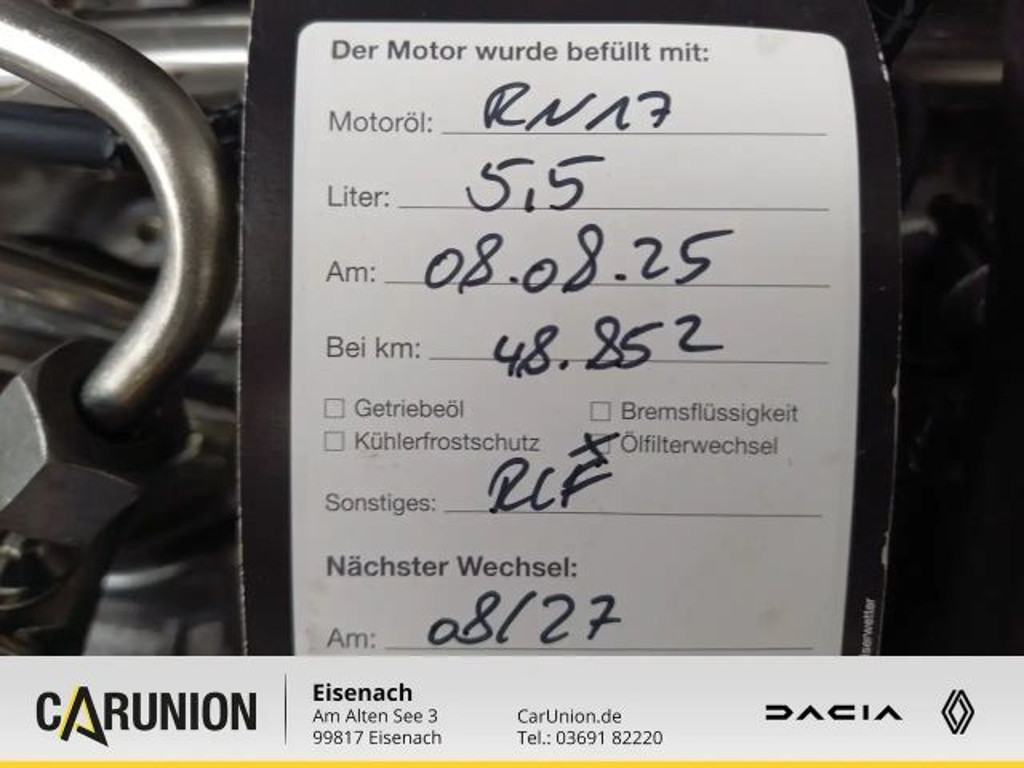 Der Motor wurde befüllt mit:
Motoröl: RN17
Liter: 5,5
Am: 08.08.25
Bei km: 48.852
Getriebeöl Bremsflüssigkeit
Kühlerfrostschutz Ölfilterwechsel
Sonstiges:
Nächster Wechsel:
Am: 08/27
CARUNION
Eisenach
Am Alten See 3
99817 Eisenach
CarUnion.de
Tel.: 03691 82220
DACIA